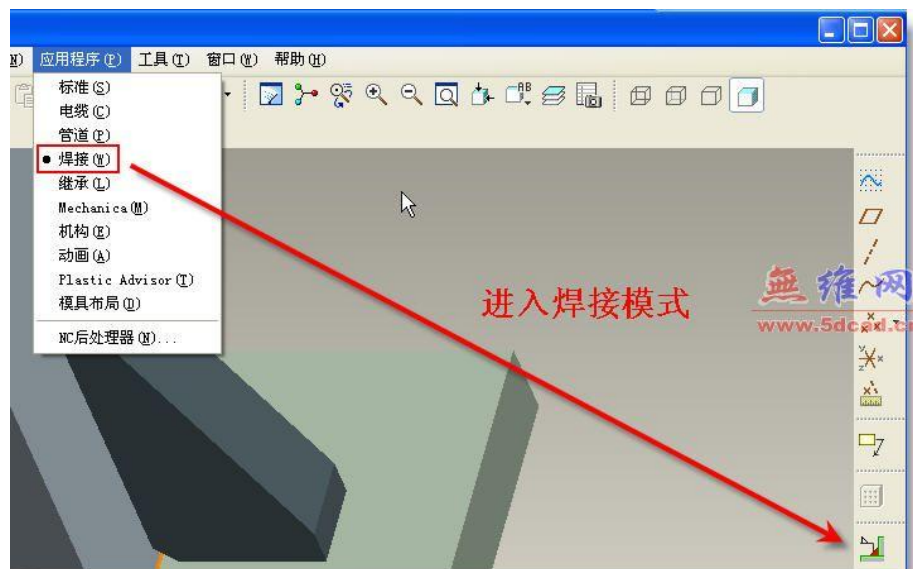 N) 应用程序(P) 工具(T) 窗口(W) 帮助(H)
标准(S)
电缆(C)
管道(P)
焊接(W)
继承(L)
Mechanica(M)
机构(E)
动画(A)
Plastic Advisor(T)
模具布局(D)
NC后处理器(N)...
进入焊接模式
無維网
www.5dcad.cn